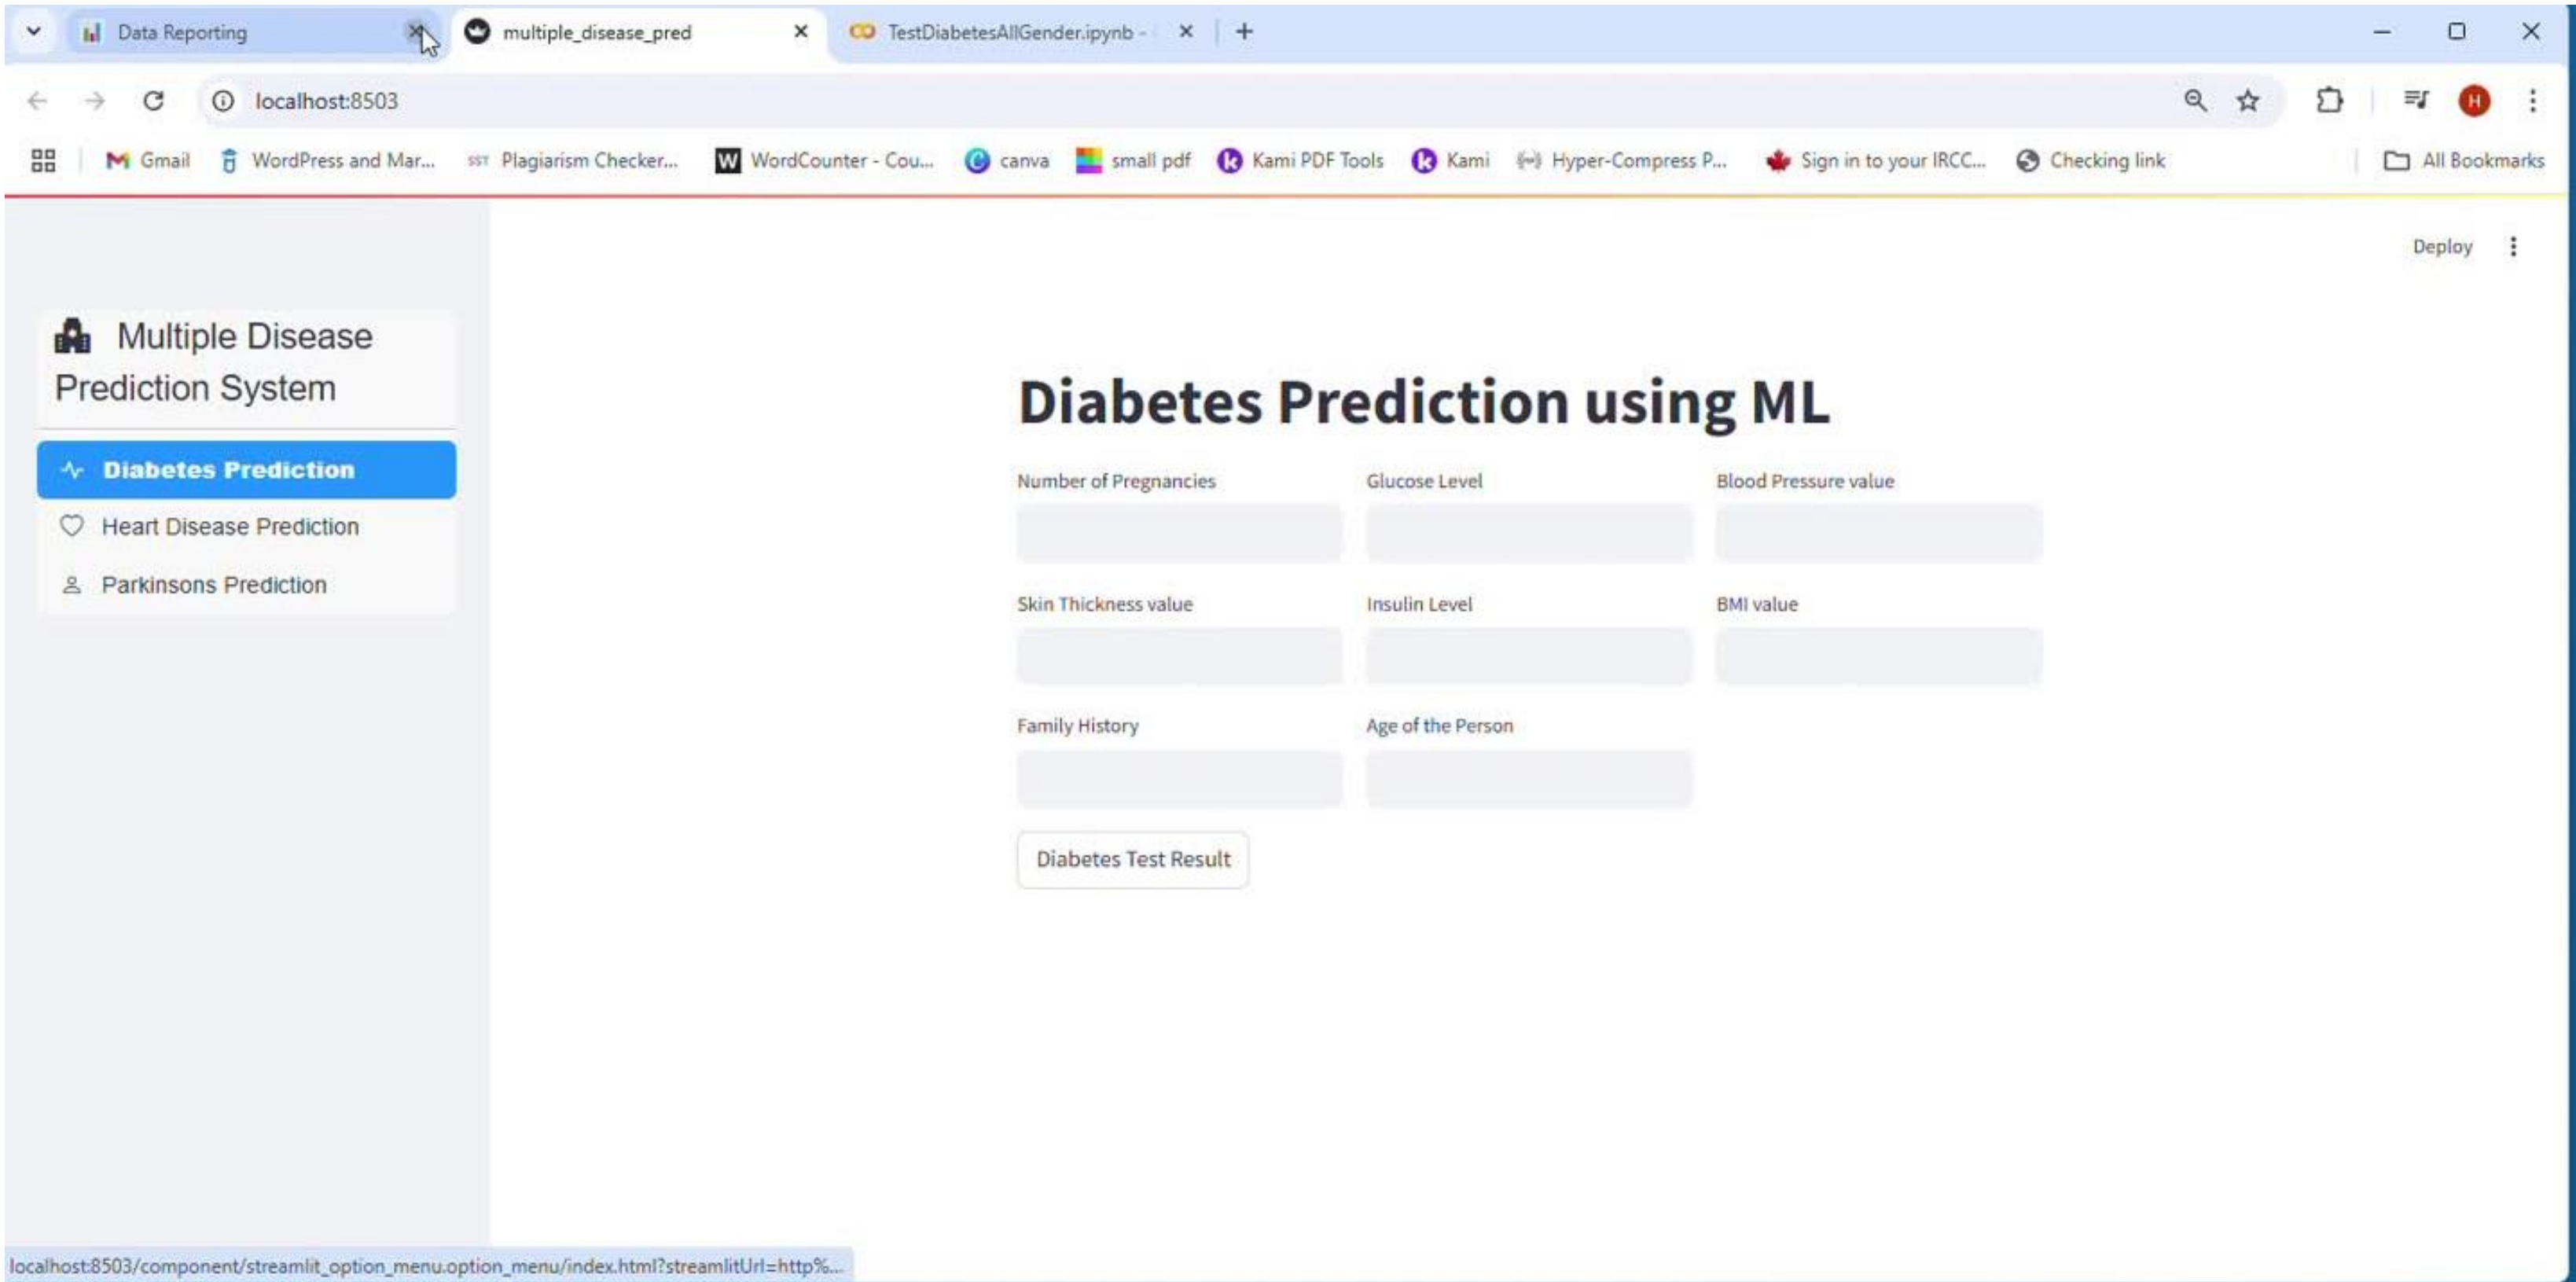 Data Reporting
multiple_disease_pred
TestDiabetesAllGender.ipynb -
localhost:8503
H
Gmail
WordPress and Mar...
SST Plagiarism Checker...
W WordCounter - Cou...
canva
small pdf
Kami PDF Tools
Kami
Hyper-Compress P...
Sign in to your IRCC...
Checking link
All Bookmarks
Deploy
Multiple Disease
Prediction System
Diabetes Prediction
Heart Disease Prediction
Parkinsons Prediction
Diabetes Prediction using ML
Number of Pregnancies
Glucose Level
Blood Pressure value
Skin Thickness value
Insulin Level
BMI value
Family History
Age of the Person
Diabetes Test Result
localhost:8503/component/streamlit_option_menu.option_menu/index.html?streamlitUrl=http%...